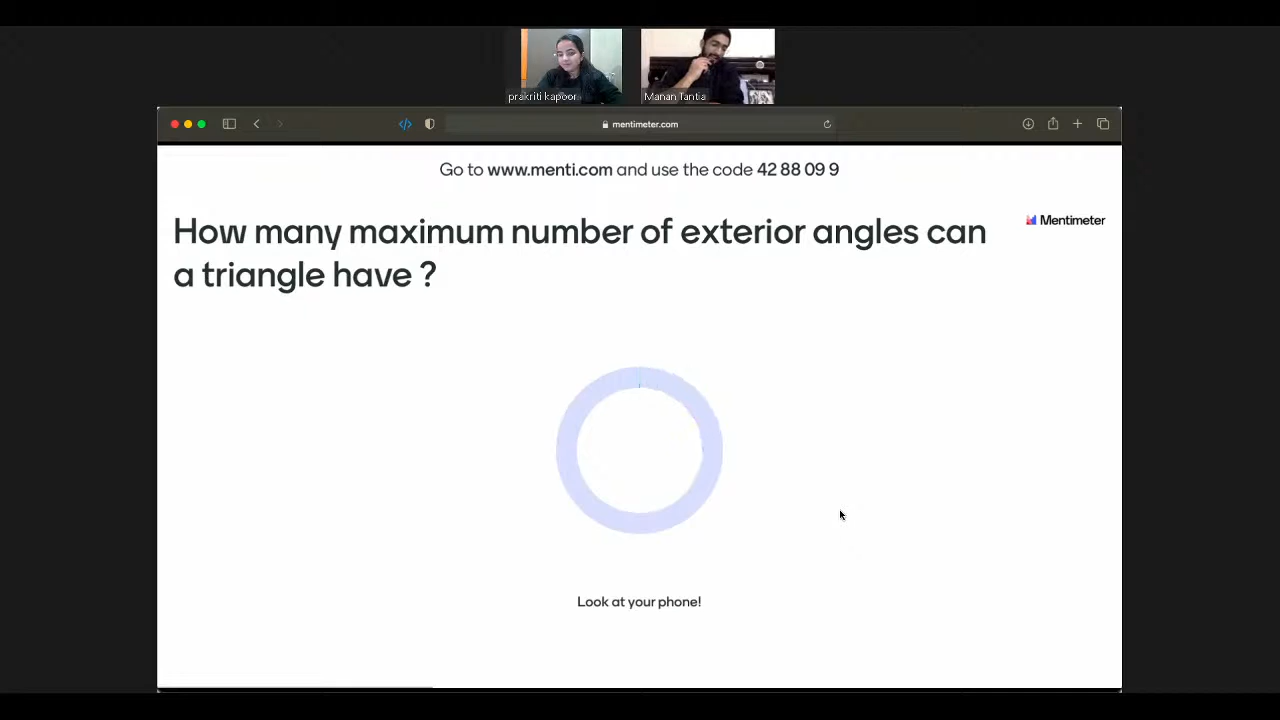 prakriti kapoor
Manan Tantia
mentimeter.com
Go to www.menti.com and use the code 42 88 09 9
Mentimeter
How many maximum number of exterior angles can
a triangle have ?
Look at your phone!